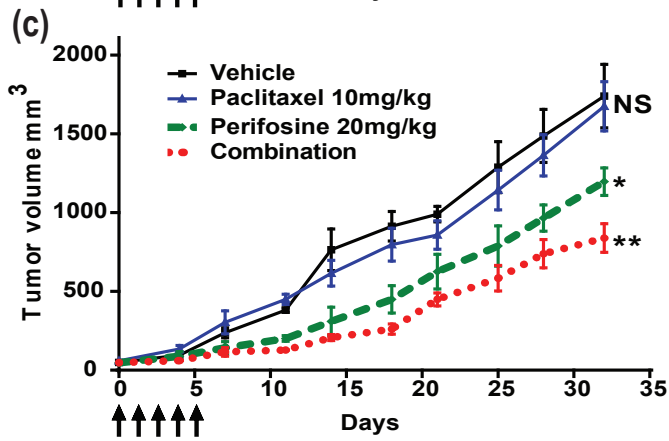 (c)
2000
1500
1000
500
0
Tumor volume mm³
Vehicle
Paclitaxel 10mg/kg
Perifosine 20mg/kg
Combination
NS
*
**
0 5 10 15 20 25 30 35
Days